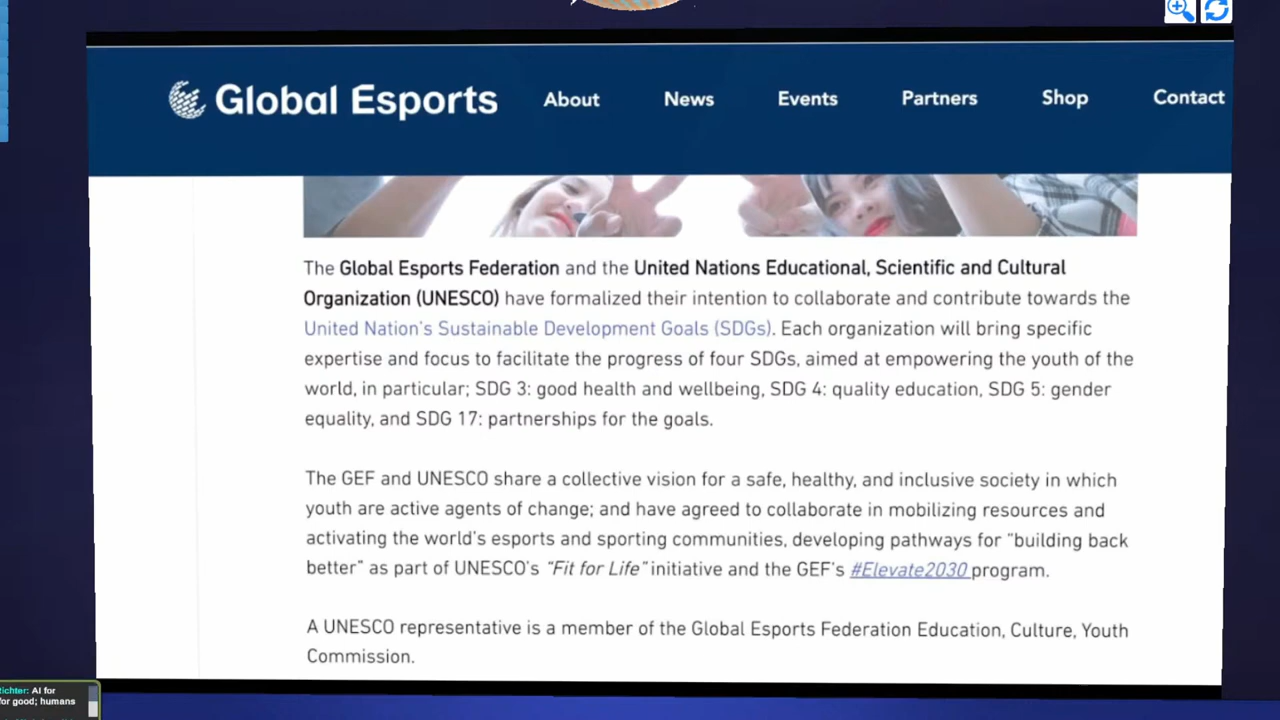 Global Esports
About News Events Partners Shop Contact
The Global Esports Federation and the United Nations Educational, Scientific and Cultural
Organization (UNESCO) have formalized their intention to collaborate and contribute towards the
United Nation's Sustainable Development Goals (SDGs). Each organization will bring specific
expertise and focus to facilitate the progress of four SDGs, aimed at empowering the youth of the
world, in particular; SDG 3: good health and wellbeing, SDG 4: quality education, SDG 5: gender
equality, and SDG 17: partnerships for the goals.
The GEF and UNESCO share a collective vision for a safe, healthy, and inclusive society in which
youth are active agents of change; and have agreed to collaborate in mobilizing resources and
activating the world's esports and sporting communities, developing pathways for "building back
better" as part of UNESCO's "Fit for Life" initiative and the GEF's #Elevate2030 program.
A UNESCO representative is a member of the Global Esports Federation Education, Culture, Youth
Commission.
ichter: AI for
for good; humans